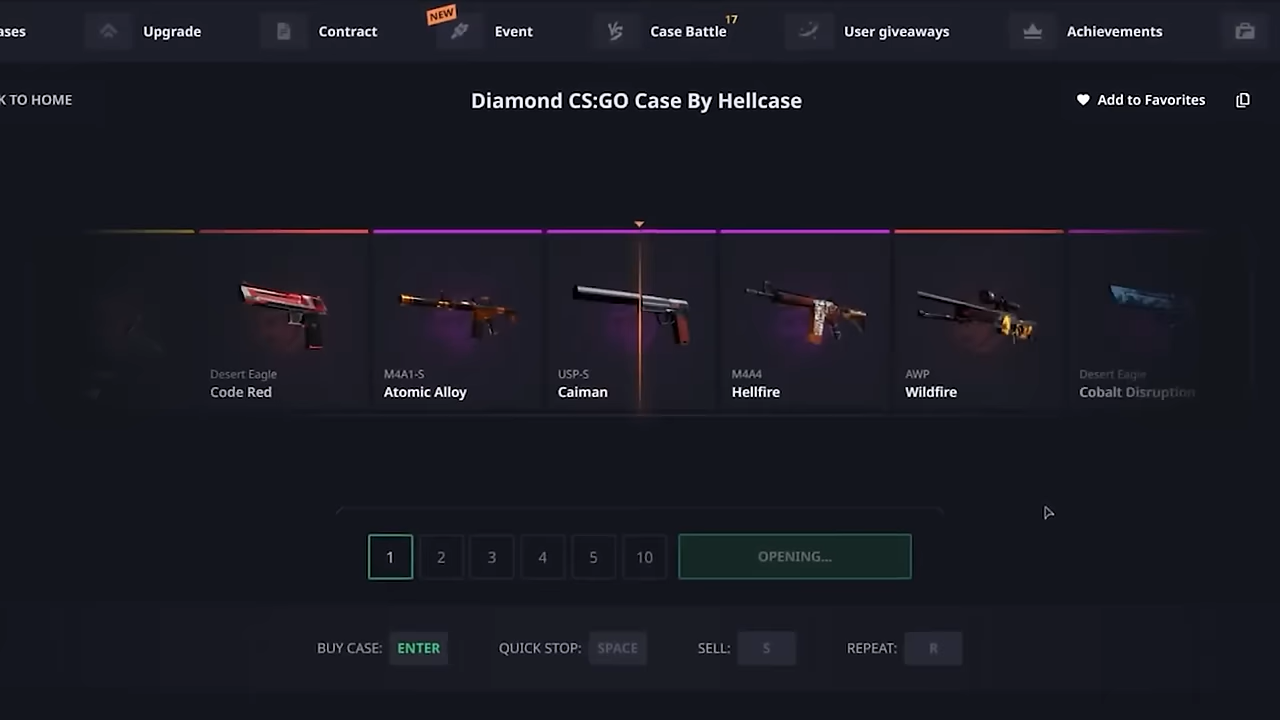 ases
Upgrade
Contract
NEW
Event
VS
Case Battle
17
User giveaways
Achievements
K TO HOME
Diamond CS:GO Case By Hellcase
Add to Favorites
Desert Eagle
Code Red
M4A1-S
Atomic Alloy
USP-S
Caiman
M4A4
Hellfire
AWP
Wildfire
Desert Eagle
Cobalt Disruption
1
2
3
4
5
10
OPENING...
BUY CASE: ENTER
QUICK STOP: SPACE
SELL: S
REPEAT: R